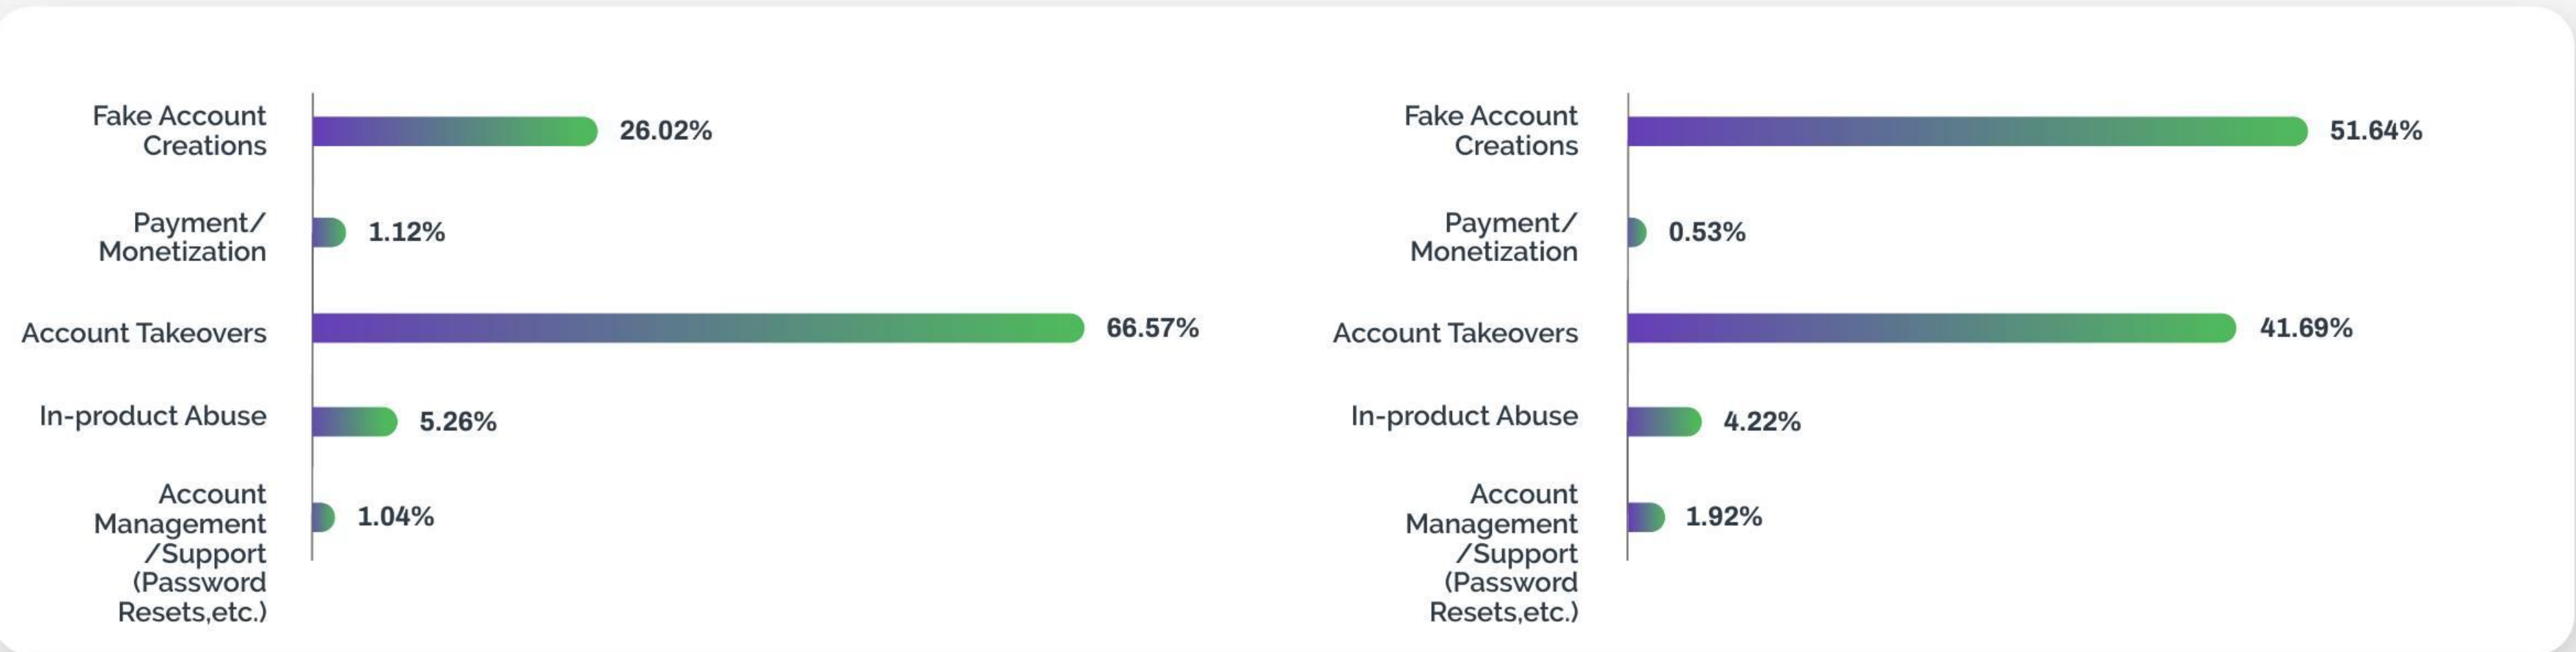 Fake Account
Creations
26.02%
Payment/
Monetization
1.12%
Account Takeovers
66.57%
In-product Abuse
5.26%
Account
Management
/Support
(Password
Resets,etc.)
1.04%
Fake Account
Creations
51.64%
Payment/
Monetization
0.53%
Account Takeovers
41.69%
In-product Abuse
4.22%
Account
Management
/Support
(Password
Resets,etc.)
1.92%